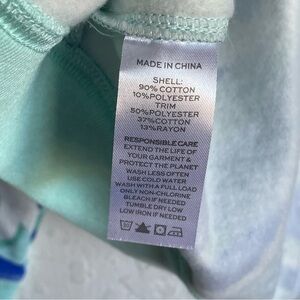 MADE IN CHINA
SHELL:
90% COTTON
10%POLYESTER
TRIM
50%POLYESTER
37%COTTON
13%RAYON
RESPONSIBLE CARE
EXTEND THE LIFE OF
YOUR GARMENT &
PROTECT THE PLANET
WASH LESS OFTEN
USE COLD WATER
WASH WITH A FULL LOAD
ONLY NON-CHLORINE
BLEACH IF NEEDED
TUMBLE DRY LOW
LOW IRON IF NEEDED